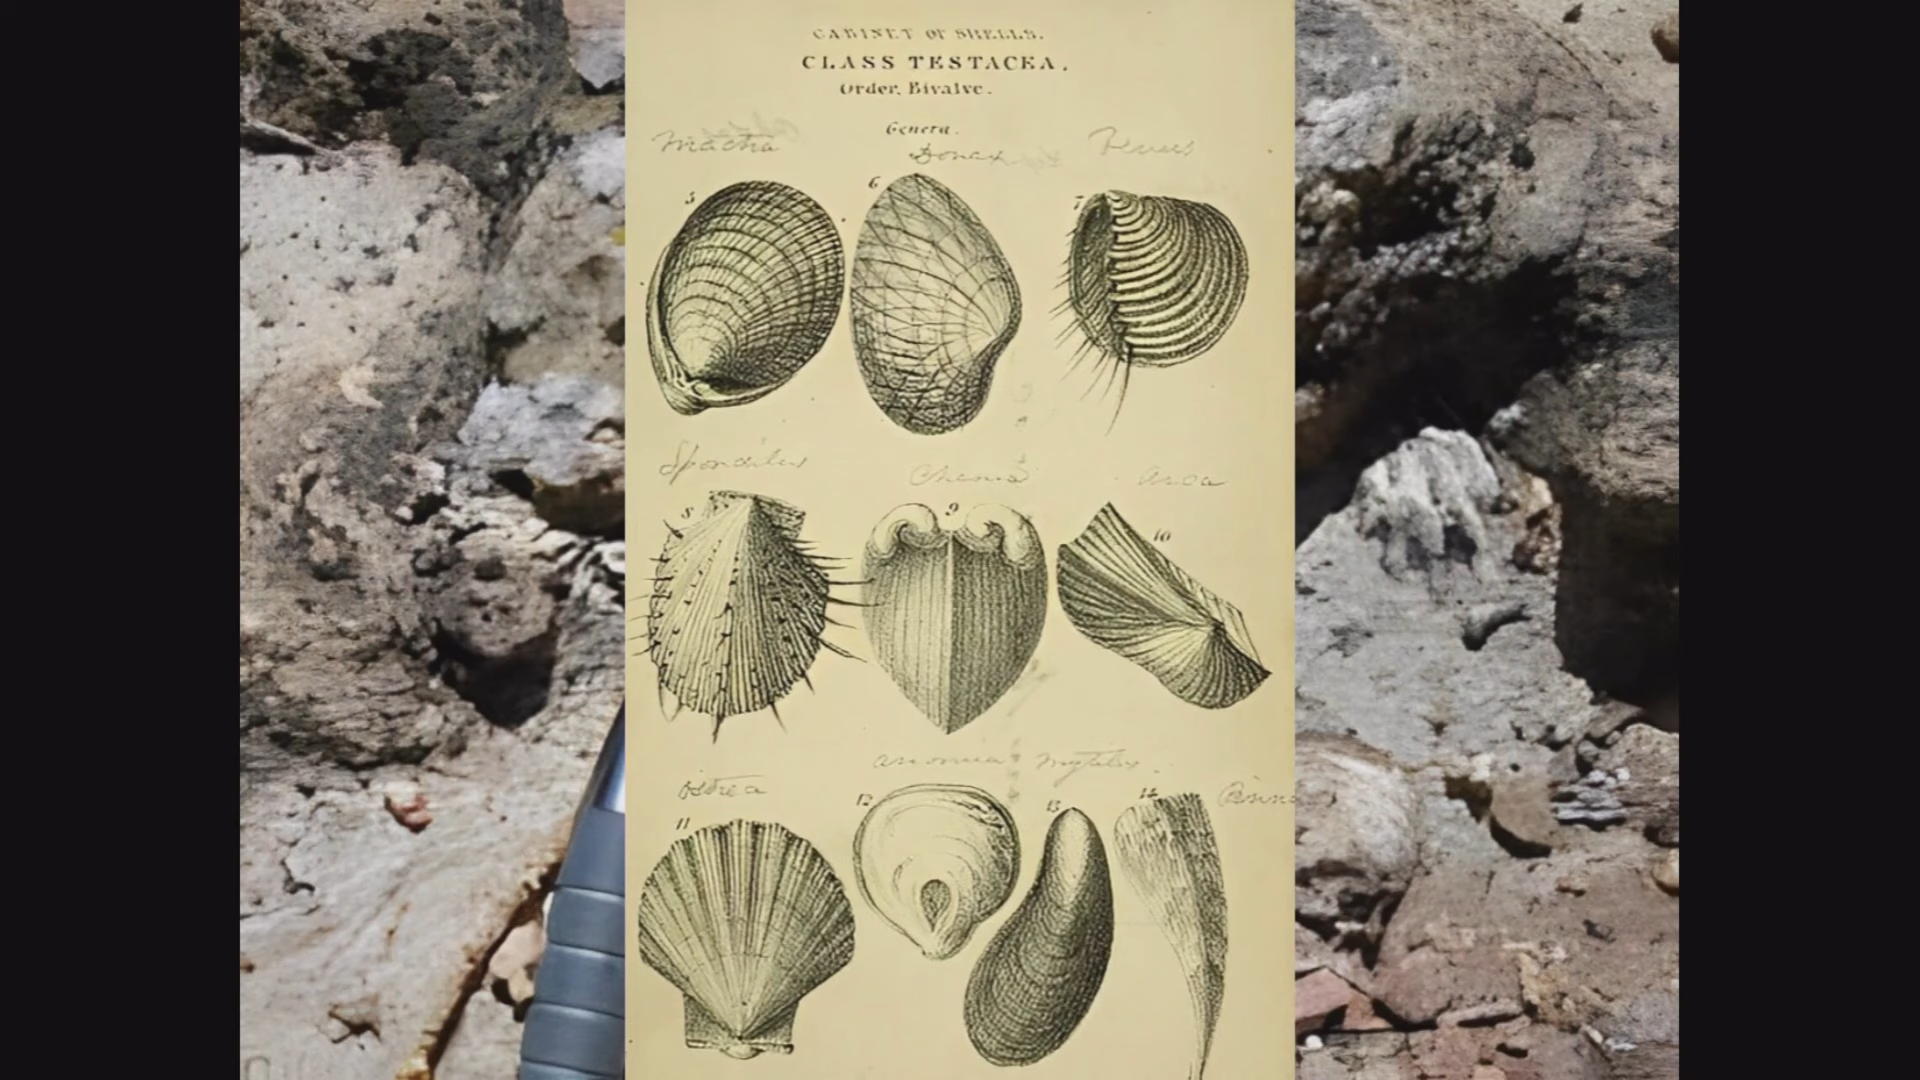 CABINET OF SHELLS.
CLASS TESTACEA.
Order, Bivalve.
Genera.
Mactra Donax Venus
5 6 7
Spondilus Chama Arca
8 9 10
anomia Mytilus
Ostrea Pinna
11 12 13 14